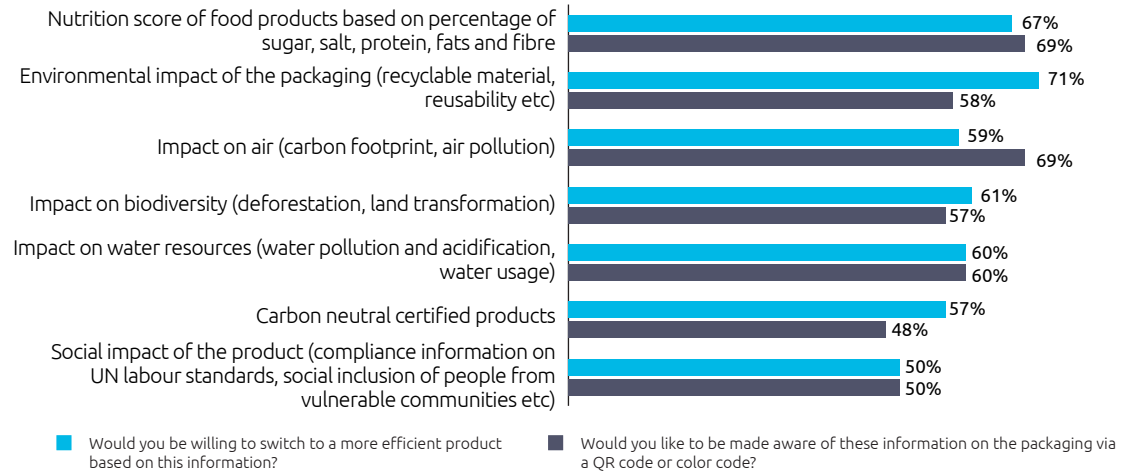 Nutrition score of food products based on percentage of
sugar, salt, protein, fats and fibre
67%
69%
Environmental impact of the packaging (recyclable material,
reusability etc)
71%
58%
Impact on air (carbon footprint, air pollution)
59%
69%
Impact on biodiversity (deforestation, land transformation)
61%
57%
Impact on water resources (water pollution and acidification,
water usage)
60%
60%
Carbon neutral certified products
57%
48%
Social impact of the product (compliance information on
UN labour standards, social inclusion of people from
vulnerable communities etc)
50%
50%
Would you be willing to switch to a more efficient product
based on this information?
Would you like to be made aware of these information on the packaging via
a QR code or color code?